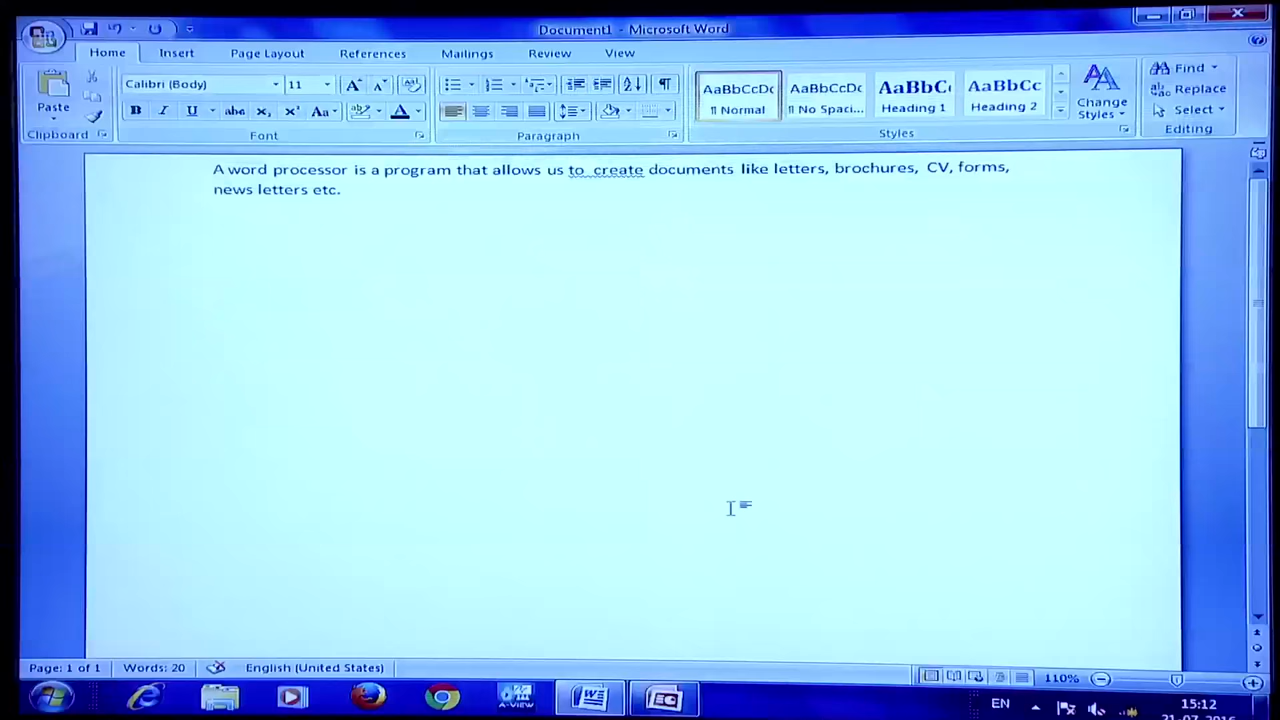 Document1 - Microsoft Word
Home Insert Page Layout References Mailings Review View
Calibri (Body) 11
AaBbCcDc AaBbCcDc AaBbC AaBbCc
¶ Normal ¶ No Spaci... Heading 1 Heading 2
Paste
Change
Styles
Find
Replace
Select
Clipboard Font Paragraph Styles Editing
A word processor is a program that allows us to create documents like letters, brochures, CV, forms,
news letters etc.
Page: 1 of 1 Words: 20 English (United States) 110%
A-VIEW
EN 15:12